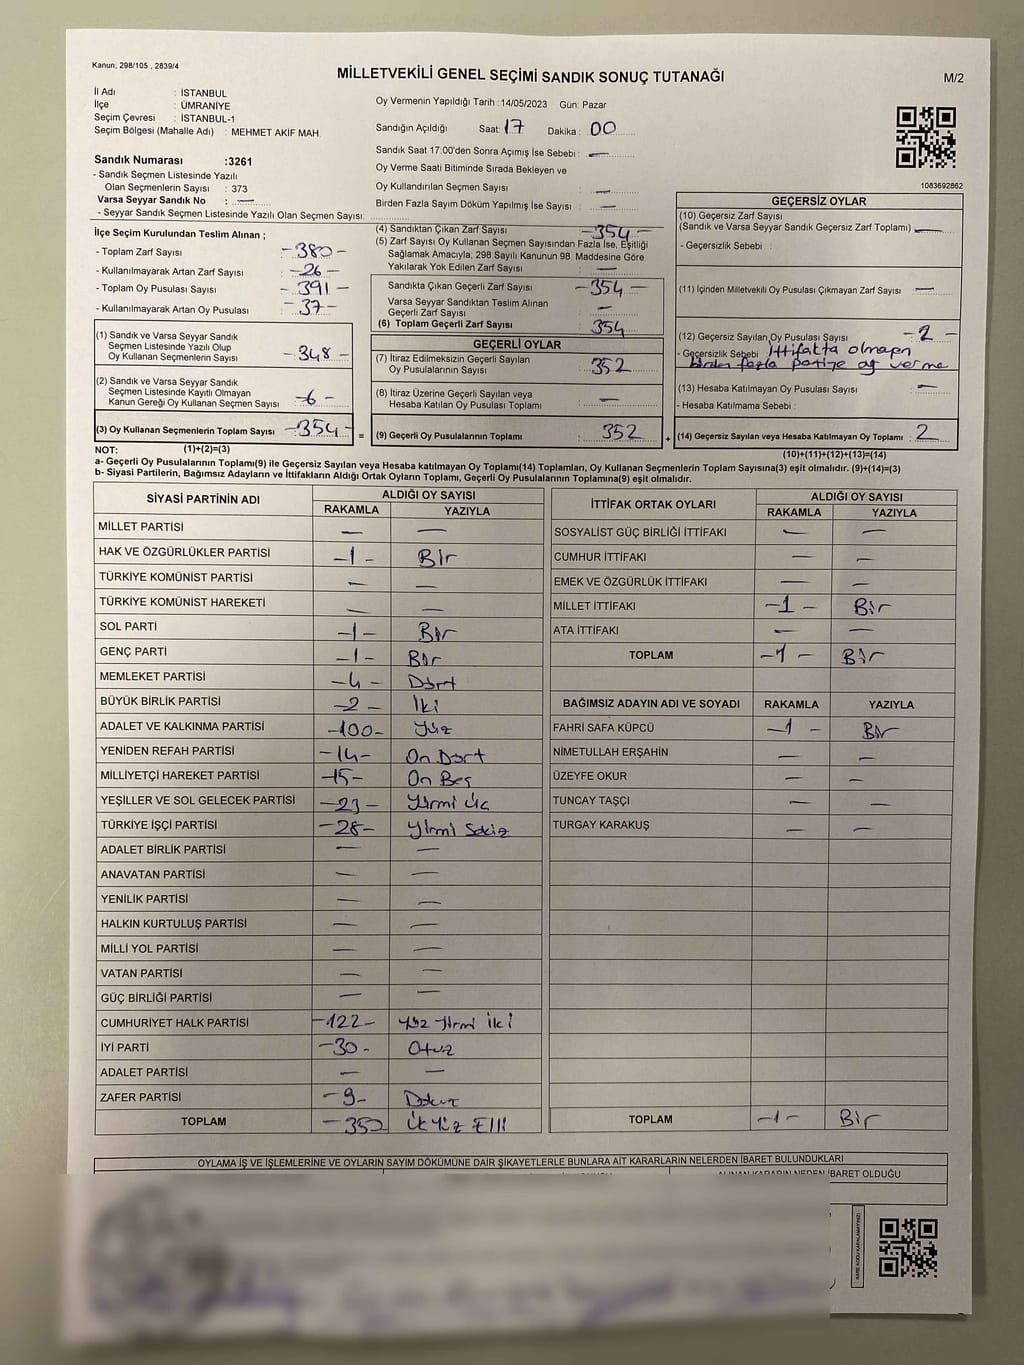 Kanun; 298/105 , 2839/4
MİLLETVEKİLİ GENEL SEÇİMİ SANDIK SONUÇ TUTANAĞI
M/2
İl Adı : İSTANBUL
İlçe : ÜMRANİYE
Seçim Çevresi : İSTANBUL-1
Seçim Bölgesi (Mahalle Adı) : MEHMET AKİF MAH.
Sandık Numarası :3261
- Sandık Seçmen Listesinde Yazılı
Olan Seçmenlerin Sayısı : 373
Varsa Seyyar Sandık No : —
- Seyyar Sandık Seçmen Listesinde Yazılı Olan Seçmen Sayısı:
Oy Vermenin Yapıldığı Tarih :14/05/2023 Gün: Pazar
Sandığın Açıldığı Saat: 17 Dakika : 00
Sandık Saat 17:00'den Sonra Açımış İse Sebebi : —
Oy Verme Saati Bitiminde Sırada Bekleyen ve
Oy Kullandırılan Seçmen Sayısı : —
Birden Fazla Sayım Döküm Yapılmış İse Sayısı : —
1083692862
İlçe Seçim Kurulundan Teslim Alınan ;
- Toplam Zarf Sayısı : -380-
- Kullanılmayarak Artan Zarf Sayısı : -26-
- Toplam Oy Pusulası Sayısı : -391-
- Kullanılmayarak Artan Oy Pusulası : -37-
(1) Sandık ve Varsa Seyyar Sandık
Seçmen Listesinde Yazılı Olup
Oy Kullanan Seçmenlerin Sayısı : -348-
(2) Sandık ve Varsa Seyyar Sandık
Seçmen Listesinde Kayıtlı Olmayan
Kanun Gereği Oy Kullanan Seçmen Sayısı : -6-
(3) Oy Kullanan Seçmenlerin Toplam Sayısı : -354-
(4) Sandıktan Çıkan Zarf Sayısı : -354-
(5) Zarf Sayısı Oy Kullanan Seçmen Sayısından Fazla İse, Eşitliği
Sağlamak Amacıyla; 298 Sayılı Kanunun 98. Maddesine Göre
Yakılarak Yok Edilen Zarf Sayısı : —
Sandıkta Çıkan Geçerli Zarf Sayısı : -354-
Varsa Seyyar Sandıktan Teslim Alınan
Geçerli Zarf Sayısı : —
(6) Toplam Geçerli Zarf Sayısı : 354
GEÇERLİ OYLAR
(7) İtiraz Edilmeksizin Geçerli Sayılan
Oy Pusulalarının Sayısı : 352
(8) İtiraz Üzerine Geçerli Sayılan veya
Hesaba Katılan Oy Pusulası Toplamı : —
= (9) Geçerli Oy Pusulalarının Toplamı : 352
GEÇERSİZ OYLAR
(10) Geçersiz Zarf Sayısı
(Sandık ve Varsa Seyyar Sandık Geçersiz Zarf Toplamı) : —
- Geçersizlik Sebebi :
(11) İçinden Milletvekili Oy Pusulası Çıkmayan Zarf Sayısı : —
(12) Geçersiz Sayılan Oy Pusulası Sayısı : -2-
- Geçersizlik Sebebi : İttifakta olmayan
birden fazla partiye oy verme
(13) Hesaba Katılmayan Oy Pusulası Sayısı : —
- Hesaba Katılmama Sebebi :
+ (14) Geçersiz Sayılan veya Hesaba Katılmayan Oy Toplamı : 2
NOT: (1)+(2)=(3)
(10)+(11)+(12)+(13)=(14)
a- Geçerli Oy Pusulalarının Toplamı(9) ile Geçersiz Sayılan veya Hesaba katılmayan Oy Toplamı(14) Toplamları, Oy Kullanan Seçmenlerin Toplam Sayısına(3) eşit olmalıdır. (9)+(14)=(3)
b- Siyasi Partilerin, Bağımsız Adayların ve İttifakların Aldığı Ortak Oyların Toplamı, Geçerli Oy Pusulalarının Toplamına(9) eşit olmalıdır.
SİYASİ PARTİNİN ADI ALDIĞI OY SAYISI
RAKAMLA YAZIYLA
MİLLET PARTİSİ — —
HAK VE ÖZGÜRLÜKLER PARTİSİ -1- Bir
TÜRKİYE KOMÜNİST PARTİSİ — —
TÜRKİYE KOMÜNİST HAREKETİ — —
SOL PARTİ -1- Bir
GENÇ PARTİ -1- Bir
MEMLEKET PARTİSİ -4- Dört
BÜYÜK BİRLİK PARTİSİ -2- İki
ADALET VE KALKINMA PARTİSİ -100- Yüz
YENİDEN REFAH PARTİSİ -14- On Dört
MİLLİYETÇİ HAREKET PARTİSİ -15- On Beş
YEŞİLLER VE SOL GELECEK PARTİSİ -23- Yirmi Üç
TÜRKİYE İŞÇİ PARTİSİ -28- Yirmi Sekiz
ADALET BİRLİK PARTİSİ — —
ANAVATAN PARTİSİ — —
YENİLİK PARTİSİ — —
HALKIN KURTULUŞ PARTİSİ — —
MİLLİ YOL PARTİSİ — —
VATAN PARTİSİ — —
GÜÇ BİRLİĞİ PARTİSİ — —
CUMHURİYET HALK PARTİSİ -122- Yüz Yirmi İki
İYİ PARTİ -30- Otuz
ADALET PARTİSİ — —
ZAFER PARTİSİ -9- Dokuz
TOPLAM -350 İki Yüz Elli
İTTİFAK ORTAK OYLARI ALDIĞI OY SAYISI
RAKAMLA YAZIYLA
SOSYALİST GÜÇ BİRLİĞİ İTTİFAKI — —
CUMHUR İTTİFAKI — —
EMEK VE ÖZGÜRLÜK İTTİFAKI — —
MİLLET İTTİFAKI -1- Bir
ATA İTTİFAKI — —
TOPLAM -1- Bir
BAĞIMSIZ ADAYIN ADI VE SOYADI RAKAMLA YAZIYLA
FAHRİ SAFA KÜPCÜ -1- Bir
NİMETULLAH ERŞAHİN — —
ÜZEYFE OKUR — —
TUNCAY TAŞÇI — —
TURGAY KARAKUŞ — —
TOPLAM -1- Bir
OYLAMA İŞ VE İŞLEMLERİNE VE OYLARIN SAYIM DÖKÜMÜNE DAİR ŞİKAYETLERLE BUNLARA AİT KARARLARIN NELERDEN İBARET BULUNDUKLARI
ALINAN KARARIN NEDEN İBARET OLDUĞU